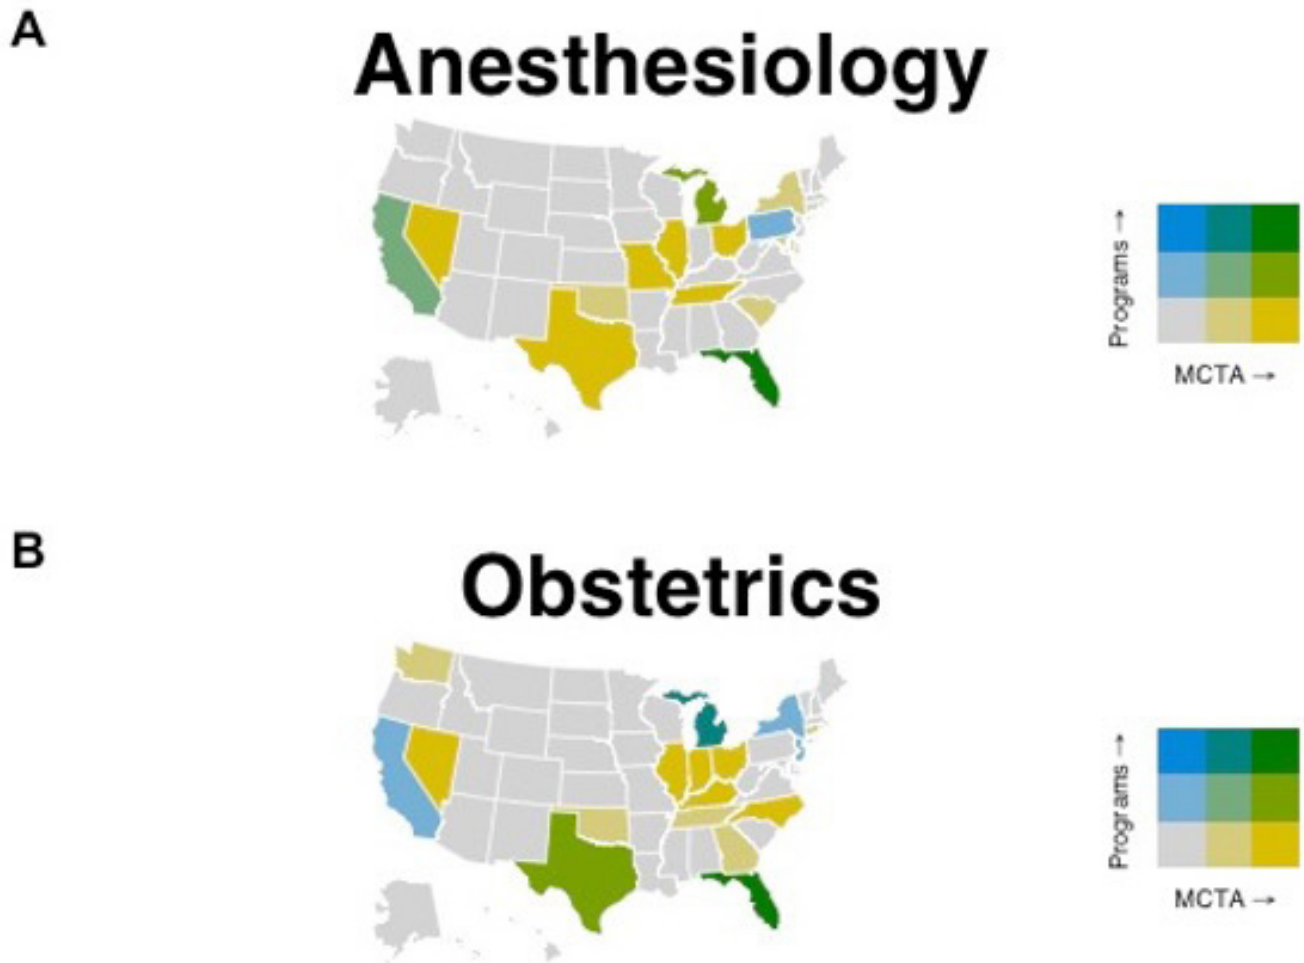 A
Anesthesiology
Programs →
MCTA →
B
Obstetrics
Programs →
MCTA →